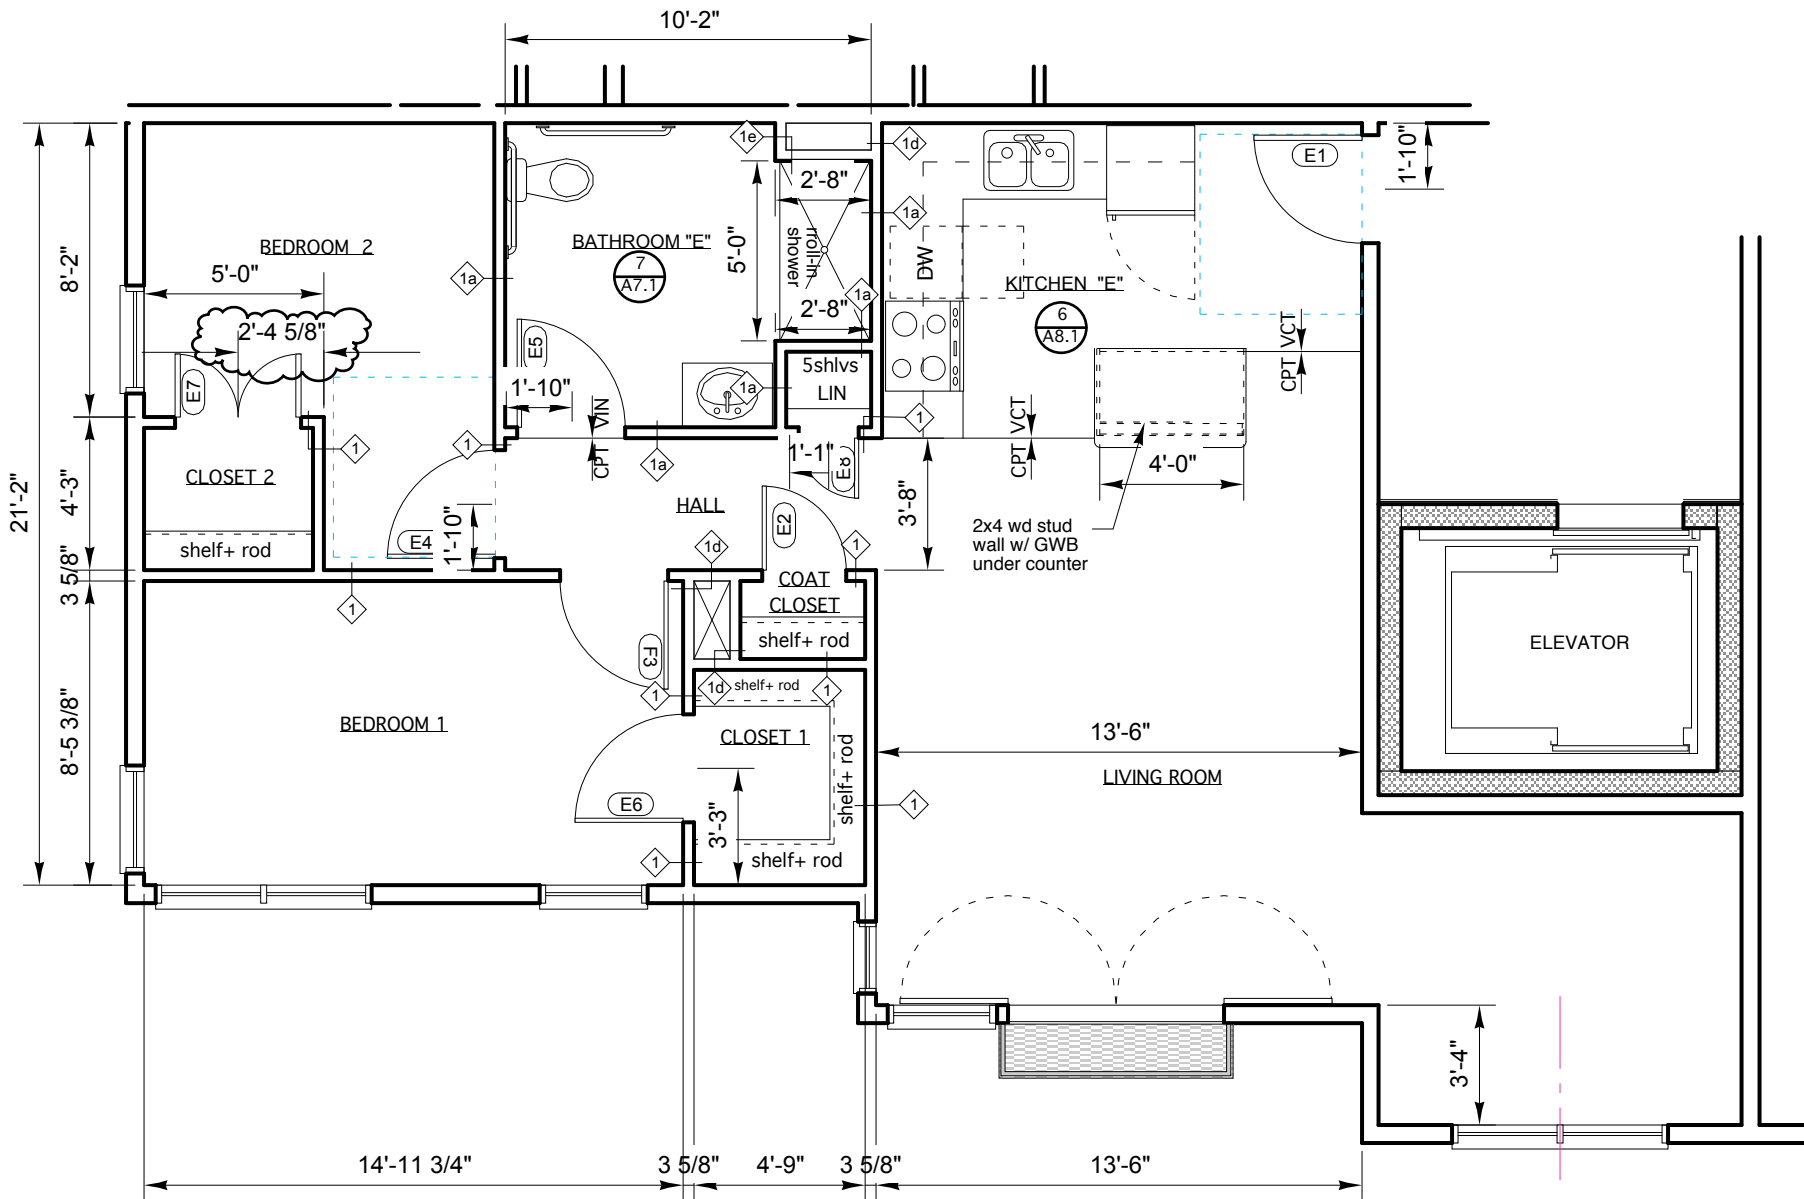 10'-2"
1e
1d
E1
1'-10"
2'-8"
1a
BEDROOM 2
BATHROOM "E"
7
A7.1
5'-0"
roll-in
shower
DW
KITCHEN "E"
6
A8.1
8'-2"
5'-0"
1a
1a
2'-8"
2'-4 5/8"
E7
E5
1'-10"
1a
5shlvs
LIN
VCT
CPT
21'-2"
1
1
1
VIN
CPT
1a
1'-1"
E8
VCT
CPT
4'-0"
4'-3"
CLOSET 2
HALL
3'-8"
shelf+ rod
E4
1'-10"
1d
E2
1
2x4 wd stud
wall w/ GWB
under counter
3 5/8"
1
COAT
CLOSET
shelf+ rod
ELEVATOR
F3
1
1d
shelf+ rod
1
8'-5 3/8"
BEDROOM 1
CLOSET 1
shelf+ rod
13'-6"
LIVING ROOM
E6
3'-3"
1
1
shelf+ rod
3'-4"
14'-11 3/4"
3 5/8"
4'-9"
3 5/8"
13'-6"